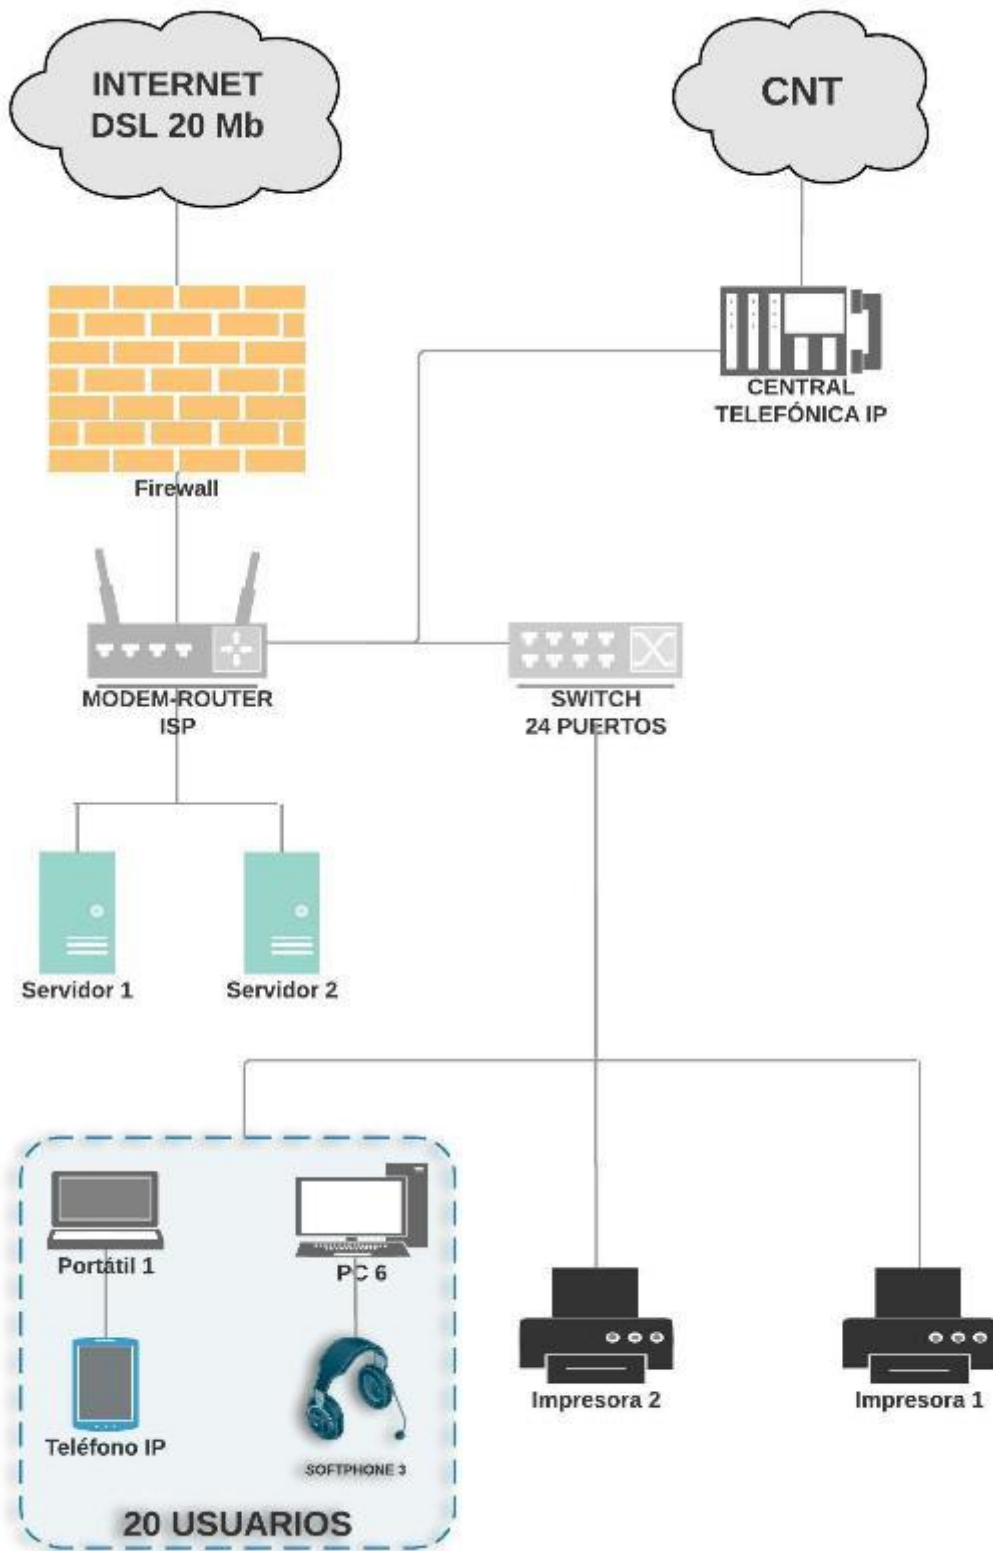 INTERNET
DSL 20 Mb
CNT
CENTRAL
TELEFÓNICA IP
Firewall
MODEM-ROUTER
ISP
SWITCH
24 PUERTOS
Servidor 1
Servidor 2
Portátil 1
PC 6
Teléfono IP
SOFTPHONE 3
20 USUARIOS
Impresora 2
Impresora 1